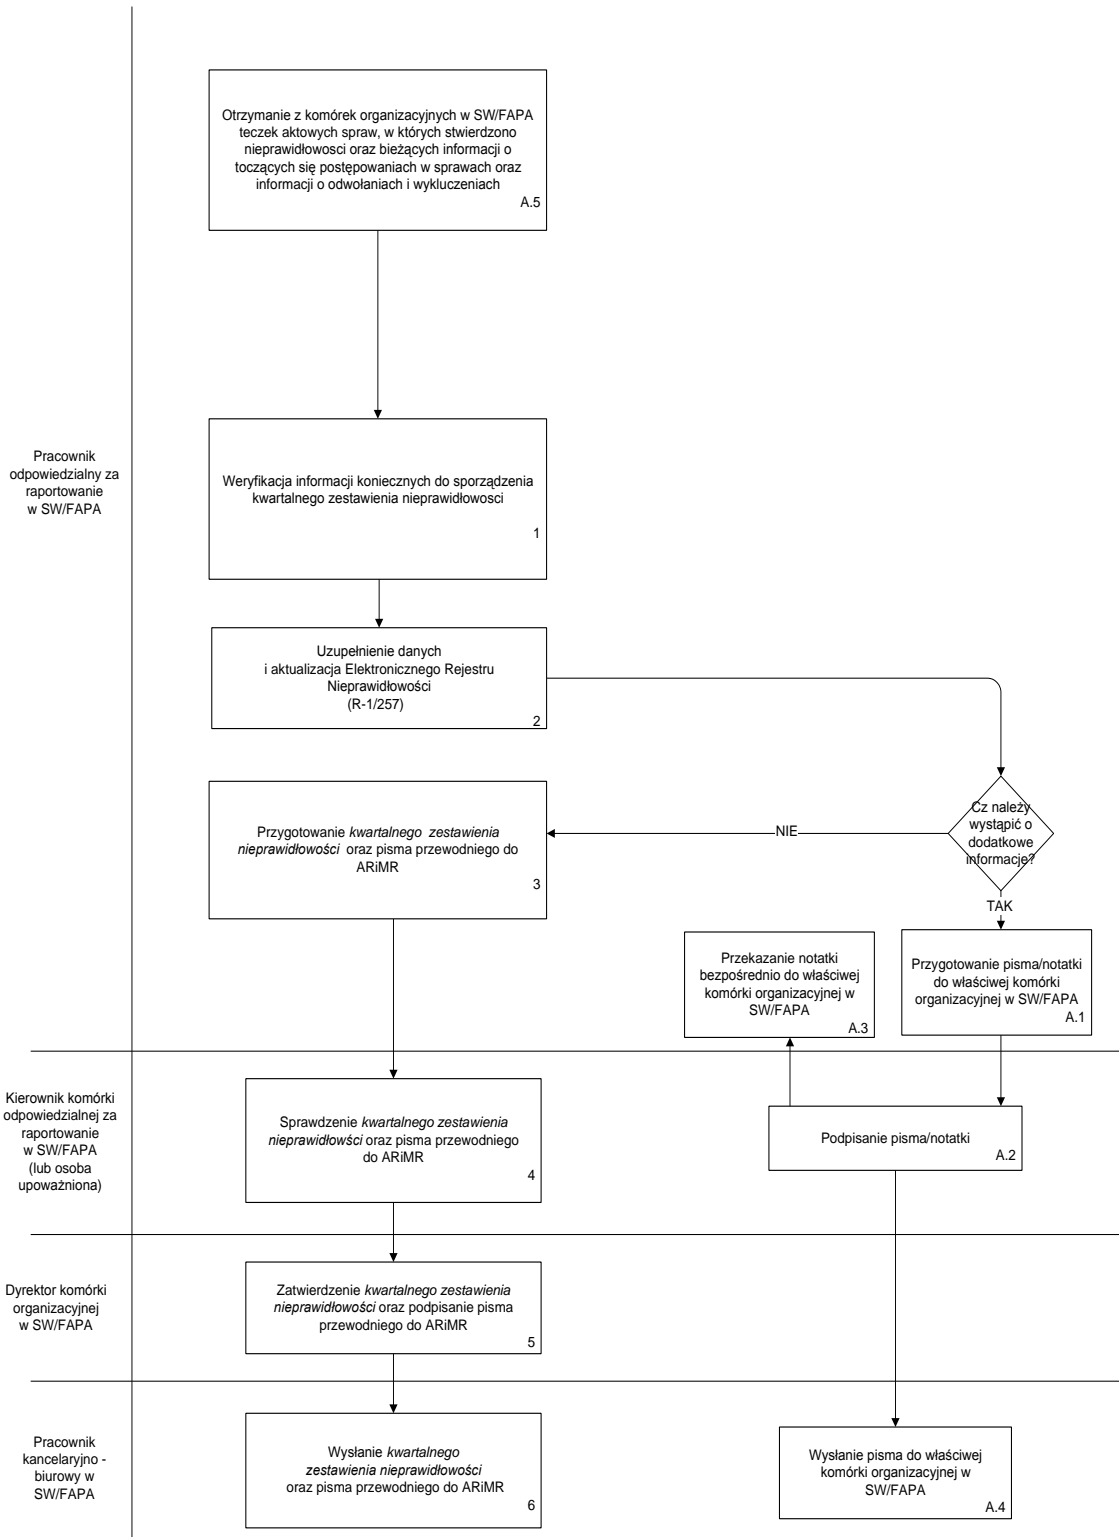 Otrzymanie z komórek organizacyjnych w SW/FAPA
teczek aktowych spraw, w których stwierdzono
nieprawidłowosci oraz bieżących informacji o
toczących się postępowaniach w sprawach oraz
informacji o odwołaniach i wykluczeniach
A.5
Pracownik
odpowiedzialny za
raportowanie
w SW/FAPA
Weryfikacja informacji koniecznych do sporządzenia
kwartalnego zestawienia nieprawidłowosci
1
Uzupełnienie danych
i aktualizacja Elektronicznego Rejestru
Nieprawidłowości
(R-1/257)
2
Cz należy
wystąpić o
dodatkowe
informacje?
NIE
TAK
Przygotowanie kwartalnego zestawienia
nieprawidłowości oraz pisma przewodniego do
ARiMR
3
Przekazanie notatki
bezpośrednio do właściwej
komórki organizacyjnej w
SW/FAPA
A.3
Przygotowanie pisma/notatki
do właściwej komórki
organizacyjnej w SW/FAPA
A.1
Kierownik komórki
odpowiedzialnej za
raportowanie
w SW/FAPA
(lub osoba
upoważniona)
Sprawdzenie kwartalnego zestawienia
nieprawidłowści oraz pisma przewodniego
do ARiMR
4
Podpisanie pisma/notatki
A.2
Dyrektor komórki
organizacyjnej
w SW/FAPA
Zatwierdzenie kwartalnego zestawienia
nieprawidłowości oraz podpisanie pisma
przewodniego do ARiMR
5
Pracownik
kancelaryjno -
biurowy w
SW/FAPA
Wysłanie kwartalnego
zestawienia nieprawidłowości
oraz pisma przewodniego do ARiMR
6
Wysłanie pisma do właściwej
komórki organizacyjnej w
SW/FAPA
A.4